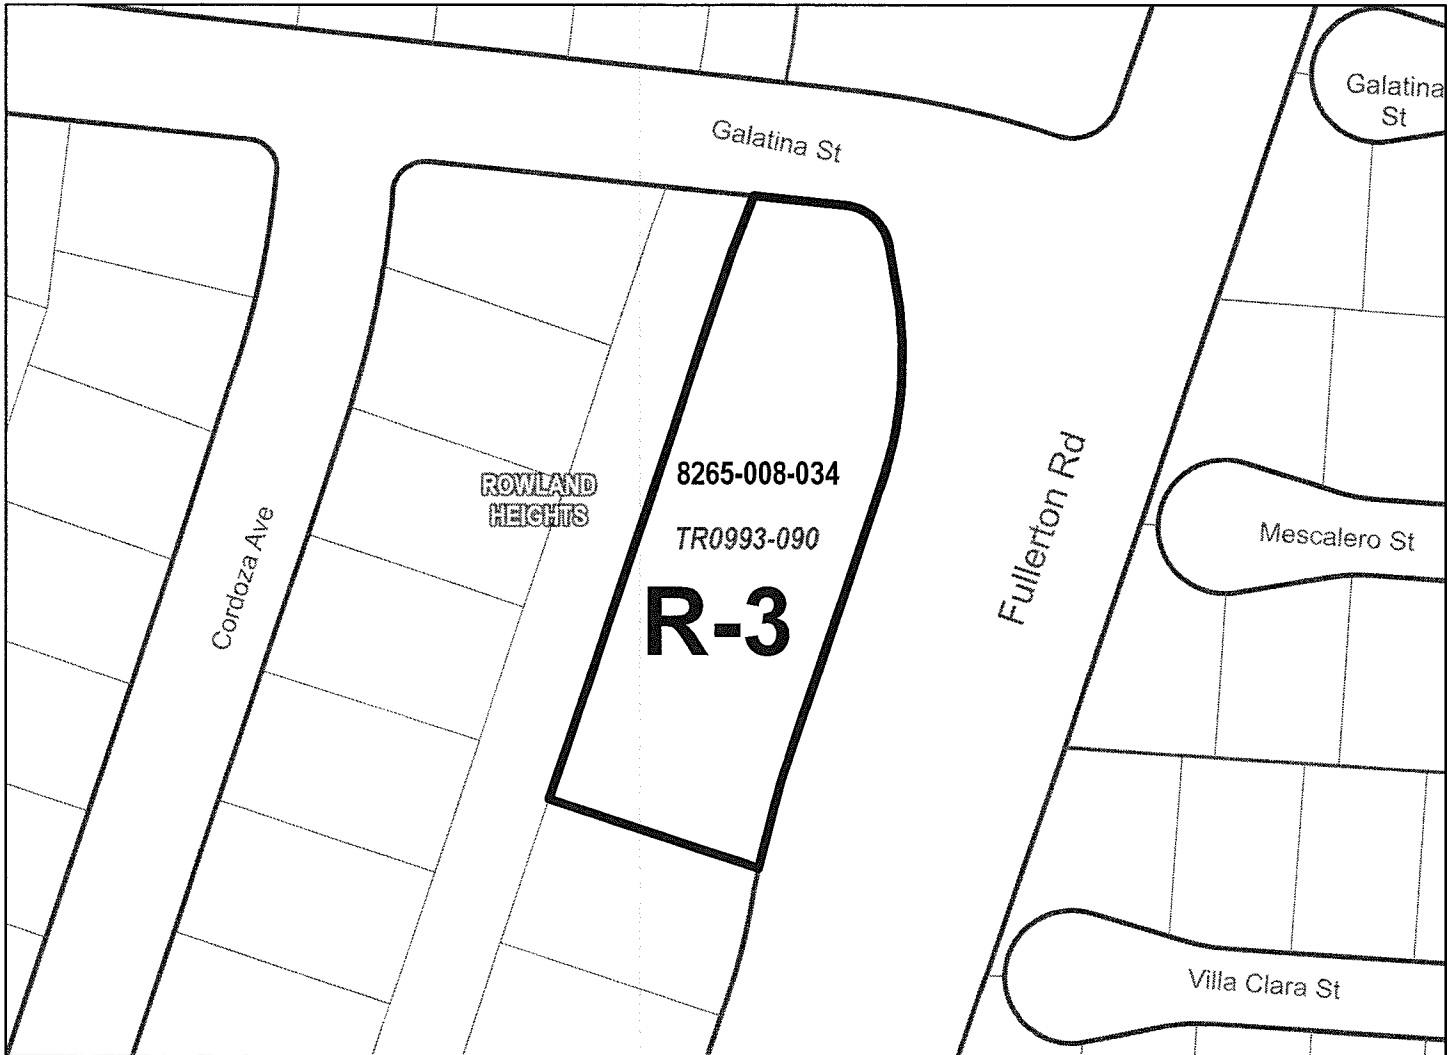 Galatina
St
Galatina St
Fullerton Rd
8265-008-034
ROWLAND
HEIGHTS
TR0993-090
Mescalero St
Cordoza Ave
R-3
Villa Clara St